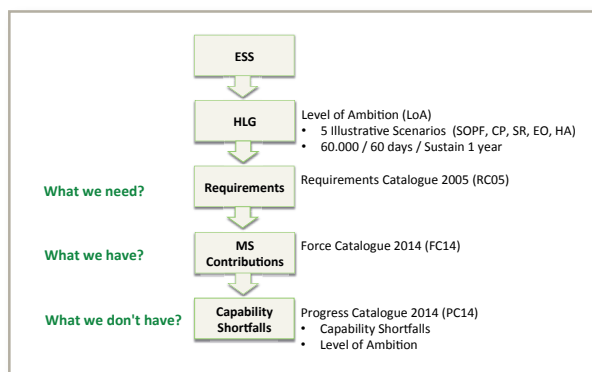 ESS
HLG
Level of Ambition (LoA)
• 5 Illustrative Scenarios (SOPF, CP, SR, EO, HA)
• 60.000 / 60 days / Sustain 1 year
What we need?
Requirements
Requirements Catalogue 2005 (RC05)
What we have?
MS
Contributions
Force Catalogue 2014 (FC14)
What we don't have?
Capability
Shortfalls
Progress Catalogue 2014 (PC14)
• Capability Shortfalls
• Level of Ambition